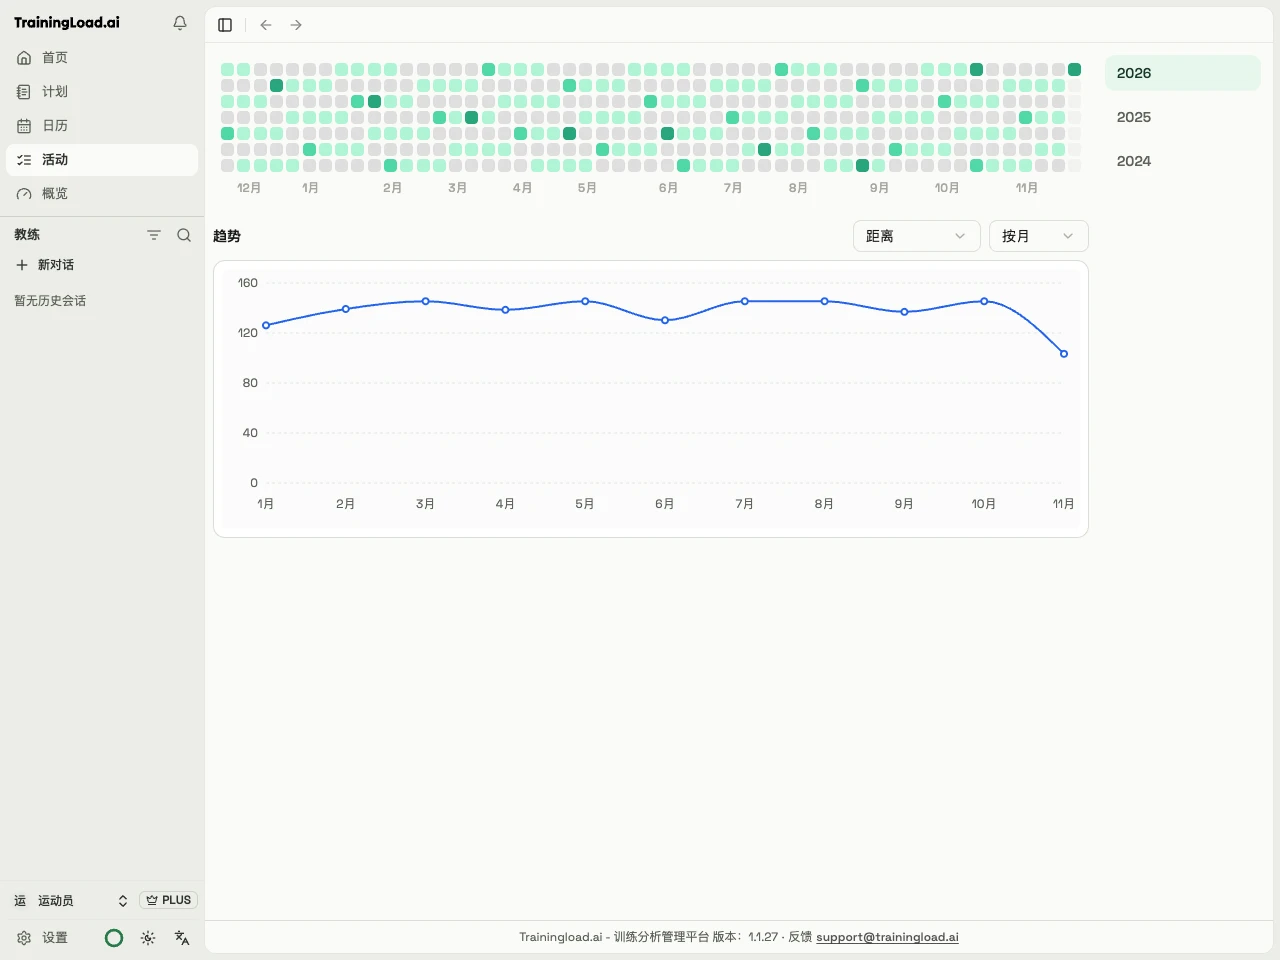 TrainingLoad.ai
首页
计划
日历
活动
概览
教练
新对话
暂无历史会话
运 运动员 PLUS
设置
12月 1月 2月 3月 4月 5月 6月 7月 8月 9月 10月 11月
2026
2025
2024
趋势
距离
按月
160
120
80
40
0
1月 2月 3月 4月 5月 6月 7月 8月 9月 10月 11月
Trainingload.ai - 训练分析管理平台 版本：1.1.27 · 反馈 support@trainingload.ai